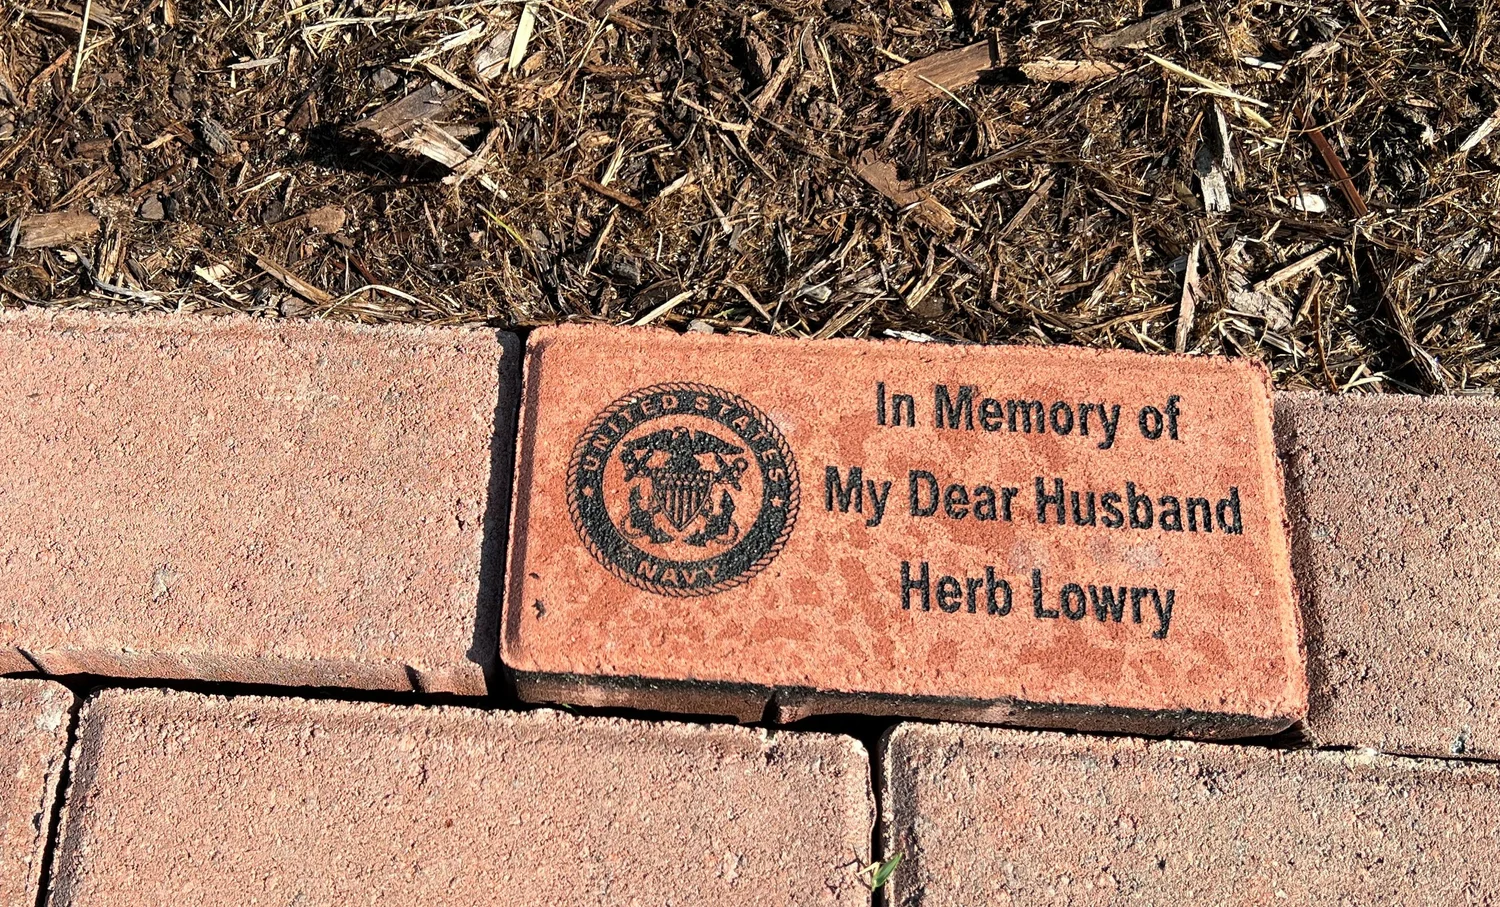 UNITED STATES
NAVY
In Memory of
My Dear Husband
Herb Lowry